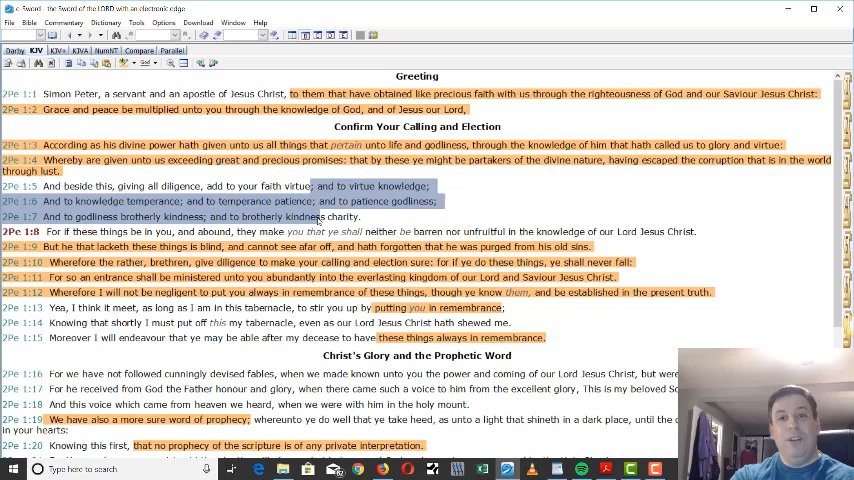 e-Sword - the Sword of the LORD with an electronic edge
File Bible Commentary Dictionary Tools Options Download Window Help
Darby KJV KJV+ KJVA NumNT Compare Parallel
Greeting
2Pe 1:1 Simon Peter, a servant and an apostle of Jesus Christ, to them that have obtained like precious faith with us through the righteousness of God and our Saviour Jesus Christ:
2Pe 1:2 Grace and peace be multiplied unto you through the knowledge of God, and of Jesus our Lord,
Confirm Your Calling and Election
2Pe 1:3 According as his divine power hath given unto us all things that pertain unto life and godliness, through the knowledge of him that hath called us to glory and virtue:
2Pe 1:4 Whereby are given unto us exceeding great and precious promises: that by these ye might be partakers of the divine nature, having escaped the corruption that is in the world
through lust.
2Pe 1:5 And beside this, giving all diligence, add to your faith virtue; and to virtue knowledge;
2Pe 1:6 And to knowledge temperance; and to temperance patience; and to patience godliness;
2Pe 1:7 And to godliness brotherly kindness; and to brotherly kindness charity.
2Pe 1:8 For if these things be in you, and abound, they make you that ye shall neither be barren nor unfruitful in the knowledge of our Lord Jesus Christ.
2Pe 1:9 But he that lacketh these things is blind, and cannot see afar off, and hath forgotten that he was purged from his old sins.
2Pe 1:10 Wherefore the rather, brethren, give diligence to make your calling and election sure: for if ye do these things, ye shall never fall:
2Pe 1:11 For so an entrance shall be ministered unto you abundantly into the everlasting kingdom of our Lord and Saviour Jesus Christ.
2Pe 1:12 Wherefore I will not be negligent to put you always in remembrance of these things, though ye know them, and be established in the present truth.
2Pe 1:13 Yea, I think it meet, as long as I am in this tabernacle, to stir you up by putting you in remembrance;
2Pe 1:14 Knowing that shortly I must put off this my tabernacle, even as our Lord Jesus Christ hath shewed me.
2Pe 1:15 Moreover I will endeavour that ye may be able after my decease to have these things always in remembrance.
Christ's Glory and the Prophetic Word
2Pe 1:16 For we have not followed cunningly devised fables, when we made known unto you the power and coming of our Lord Jesus Christ, but were
2Pe 1:17 For he received from God the Father honour and glory, when there came such a voice to him from the excellent glory, This is my beloved S
2Pe 1:18 And this voice which came from heaven we heard, when we were with him in the holy mount.
2Pe 1:19 We have also a more sure word of prophecy; whereunto ye do well that ye take heed, as unto a light that shineth in a dark place, until the
in your hearts:
2Pe 1:20 Knowing this first, that no prophecy of the scripture is of any private interpretation.
Type here to search